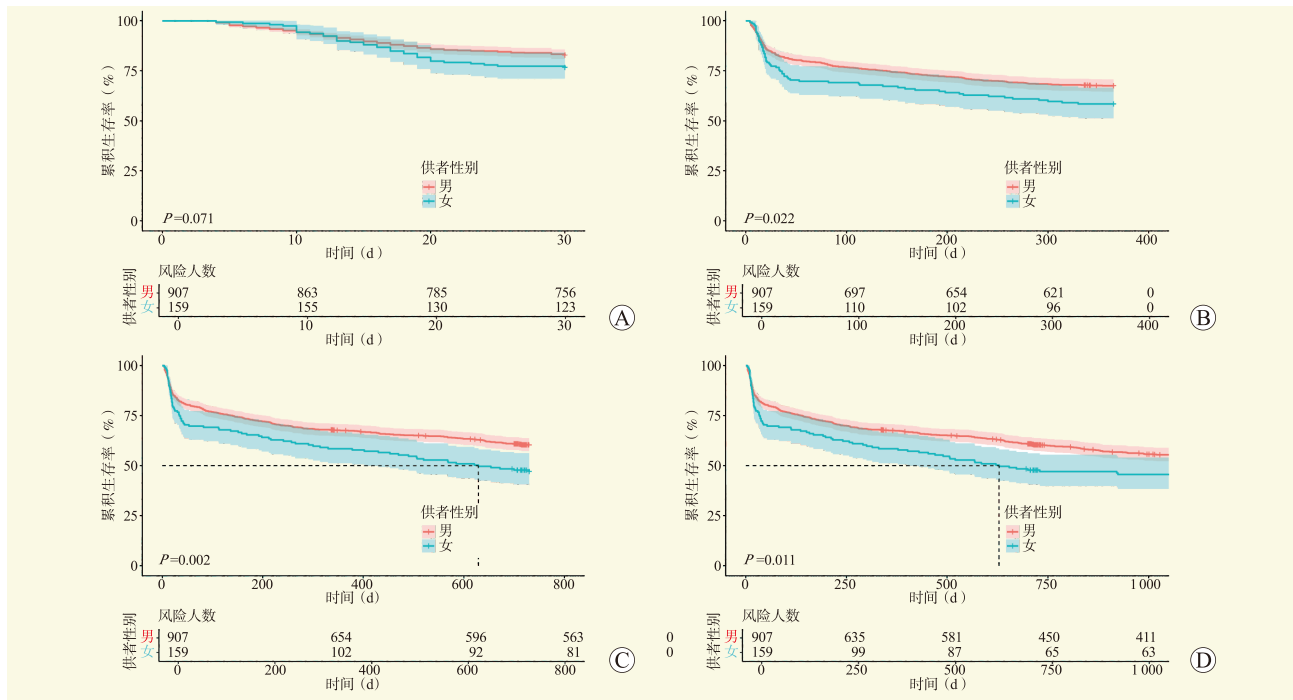 100
75
50
25
0
累积生存率（%）
供者性别
男
女
P=0.071
0 10 20 30
时间（d）
风险人数
供者性别
男 907 863 785 756
女 159 155 130 123
0 10 20 30
时间（d）
A
100
75
50
25
0
累积生存率（%）
供者性别
男
女
P=0.022
0 100 200 300 400
时间（d）
风险人数
供者性别
男 907 697 654 621 0
女 159 110 102 96 0
0 100 200 300 400
时间（d）
B
100
75
50
25
0
累积生存率（%）
供者性别
男
女
P=0.002
0 200 400 600 800
时间（d）
风险人数
供者性别
男 907 654 596 563 0
女 159 102 92 81 0
0 200 400 600 800
时间（d）
C
100
75
50
25
0
累积生存率（%）
供者性别
男
女
P=0.011
0 250 500 750 1 000
时间（d）
风险人数
供者性别
男 907 635 581 450 411
女 159 99 87 65 63
0 250 500 750 1 000
时间（d）
D